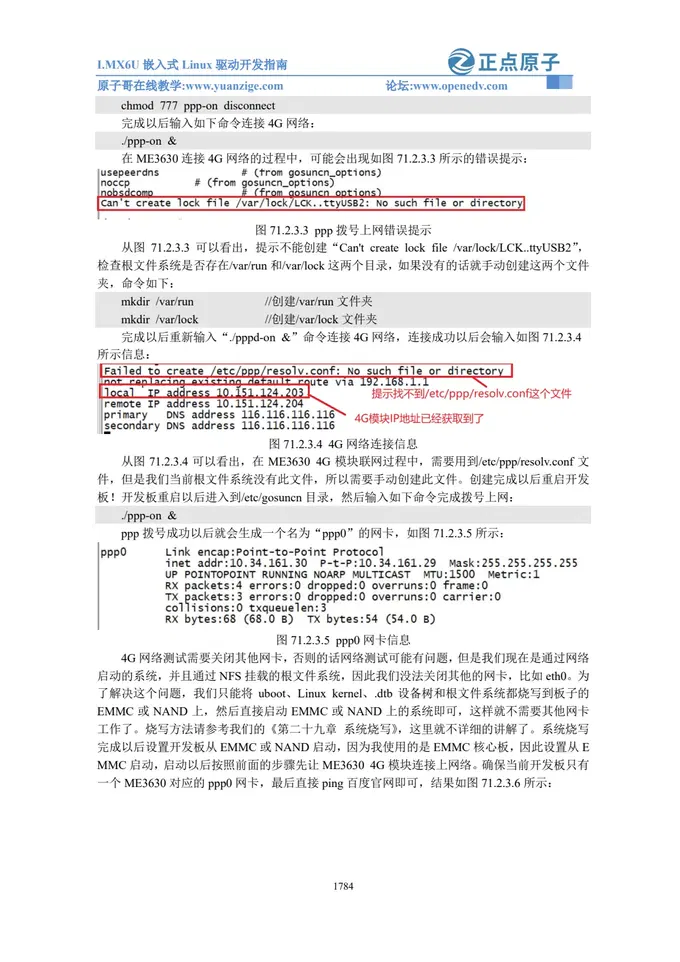 I.MX6U 嵌入式 Linux 驱动开发指南
正点原子
原子哥在线教学:www.yuanzige.com
论坛:www.openedv.com
chmod 777 ppp-on disconnect
完成以后输入如下命令连接 4G 网络：
./ppp-on &
在 ME3630 连接 4G 网络的过程中，可能会出现如图 71.2.3.3 所示的错误提示：
usepeerdns # (from gosuncn_options)
noccp # (from gosuncn_options)
nobsdcomp # (from gosuncn_options)
Can't create lock file /var/lock/LCK..ttyUSB2: No such file or directory
图 71.2.3.3 ppp 拨号上网错误提示
从图 71.2.3.3 可以看出，提示不能创建“Can't create lock file /var/lock/LCK..ttyUSB2”，
检查根文件系统是否存在/var/run 和/var/lock 这两个目录，如果没有的话就手动创建这两个文件
夹，命令如下：
mkdir /var/run //创建/var/run 文件夹
mkdir /var/lock //创建/var/lock 文件夹
完成以后重新输入“./pppd-on &”命令连接 4G 网络，连接成功以后会输入如图 71.2.3.4
所示信息：
Failed to create /etc/ppp/resolv.conf: No such file or directory
not replacing existing default route via 192.168.1.1
local IP address 10.151.124.203
提示找不到/etc/ppp/resolv.conf这个文件
remote IP address 10.151.124.204
primary DNS address 116.116.116.116
4G模块IP地址已经获取到了
secondary DNS address 116.116.116.116
图 71.2.3.4 4G 网络连接信息
从图 71.2.3.4 可以看出，在 ME3630 4G 模块联网过程中，需要用到/etc/ppp/resolv.conf 文
件，但是我们当前根文件系统没有此文件，所以需要手动创建此文件。创建完成以后重启开发
板！开发板重启以后进入到/etc/gosuncn 目录，然后输入如下命令完成拨号上网：
./ppp-on &
ppp 拨号成功以后就会生成一个名为“ppp0”的网卡，如图 71.2.3.5 所示：
ppp0 Link encap:Point-to-Point Protocol
inet addr:10.34.161.30 P-t-P:10.34.161.29 Mask:255.255.255.255
UP POINTOPOINT RUNNING NOARP MULTICAST MTU:1500 Metric:1
RX packets:4 errors:0 dropped:0 overruns:0 frame:0
TX packets:3 errors:0 dropped:0 overruns:0 carrier:0
collisions:0 txqueuelen:3
RX bytes:68 (68.0 B) TX bytes:54 (54.0 B)
图 71.2.3.5 ppp0 网卡信息
4G 网络测试需要关闭其他网卡，否则的话网络测试可能有问题，但是我们现在是通过网络
启动的系统，并且通过 NFS 挂载的根文件系统，因此我们没法关闭其他的网卡，比如 eth0。为
了解决这个问题，我们只能将 uboot、Linux kernel、.dtb 设备树和根文件系统都烧写到板子的
EMMC 或 NAND 上，然后直接启动 EMMC 或 NAND 上的系统即可，这样就不需要其他网卡
工作了。烧写方法请参考我们的《第二十九章 系统烧写》，这里就不详细的讲解了。系统烧写
完成以后设置开发板从 EMMC 或 NAND 启动，因为我使用的是 EMMC 核心板，因此设置从 E
MMC 启动，启动以后按照前面的步骤先让 ME3630 4G 模块连接上网络。确保当前开发板只有
一个 ME3630 对应的 ppp0 网卡，最后直接 ping 百度官网即可，结果如图 71.2.3.6 所示：
1784